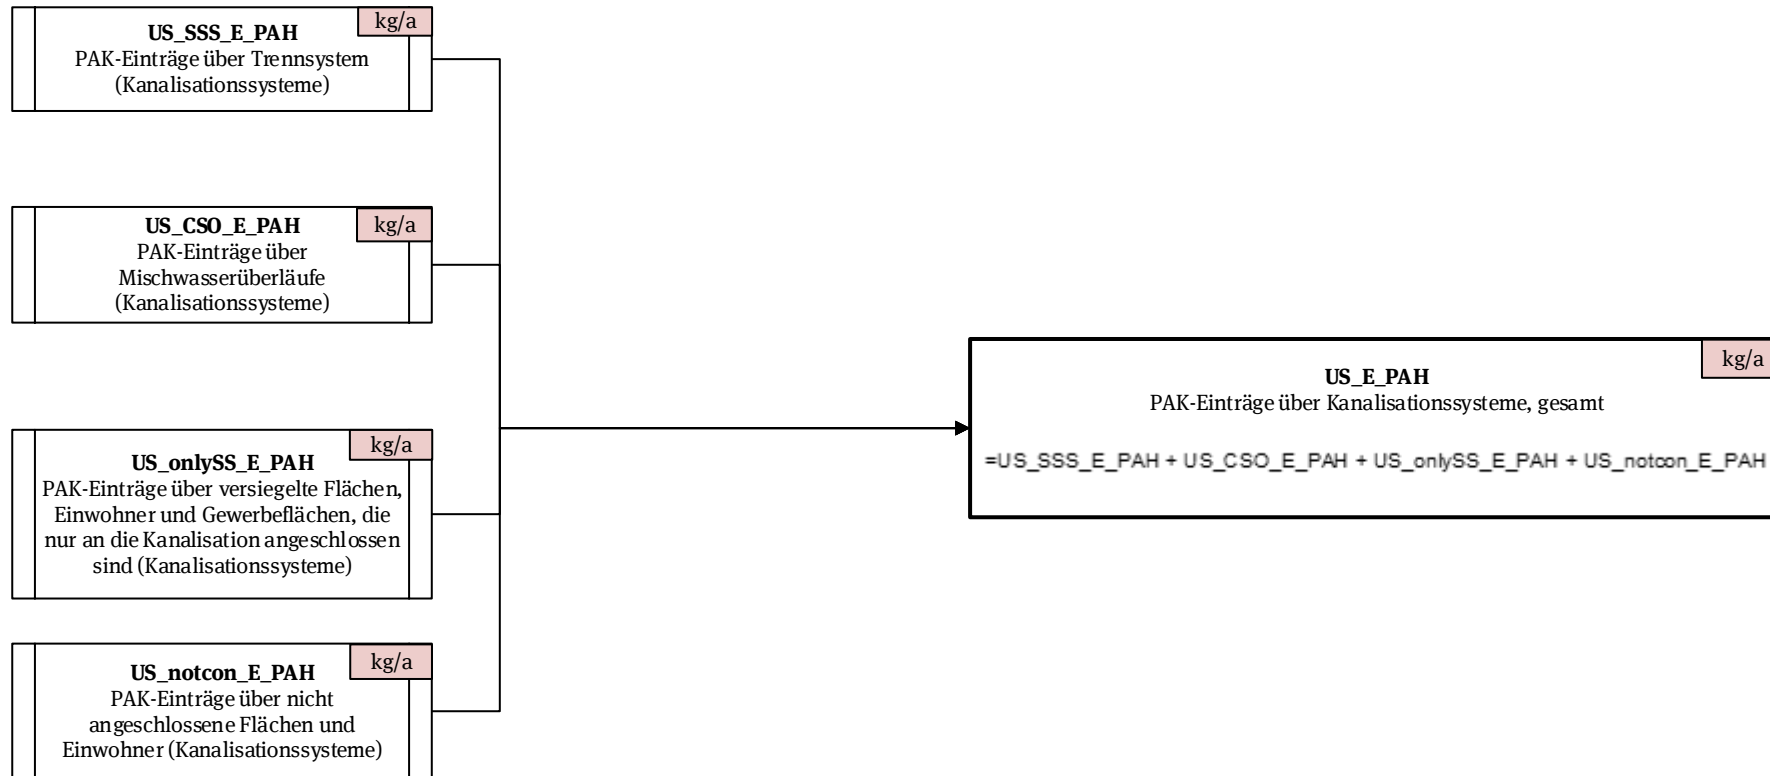 kg/a
US_SSS_E_PAH
PAK-Einträge über Trennsystem
(Kanalisationssysteme)
kg/a
US_CSO_E_PAH
PAK-Einträge über
Mischwasserüberläufe
(Kanalisationssysteme)
kg/a
US_onlySS_E_PAH
PAK-Einträge über versiegelte Flächen,
Einwohner und Gewerbeflächen, die
nur an die Kanalisation angeschlossen
sind (Kanalisationssysteme)
kg/a
US_notcon_E_PAH
PAK-Einträge über nicht
angeschlossene Flächen und
Einwohner (Kanalisationssysteme)
kg/a
US_E_PAH
PAK-Einträge über Kanalisationssysteme, gesamt
=US_SSS_E_PAH + US_CSO_E_PAH + US_onlySS_E_PAH + US_notcon_E_PAH